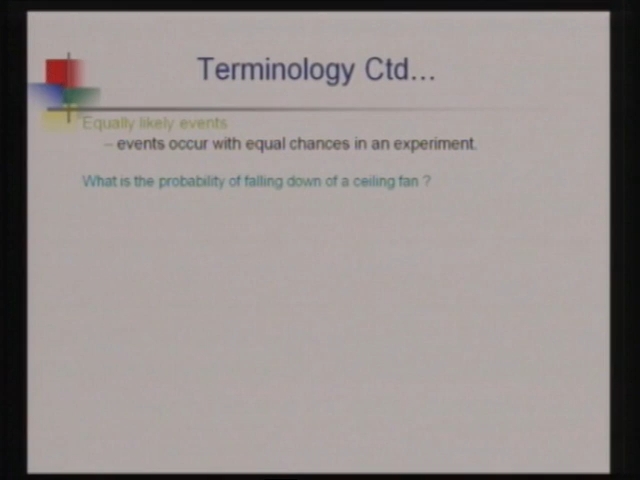 Terminology Ctd...
Equally likely events
– events occur with equal chances in an experiment.
What is the probability of falling down of a ceiling fan ?